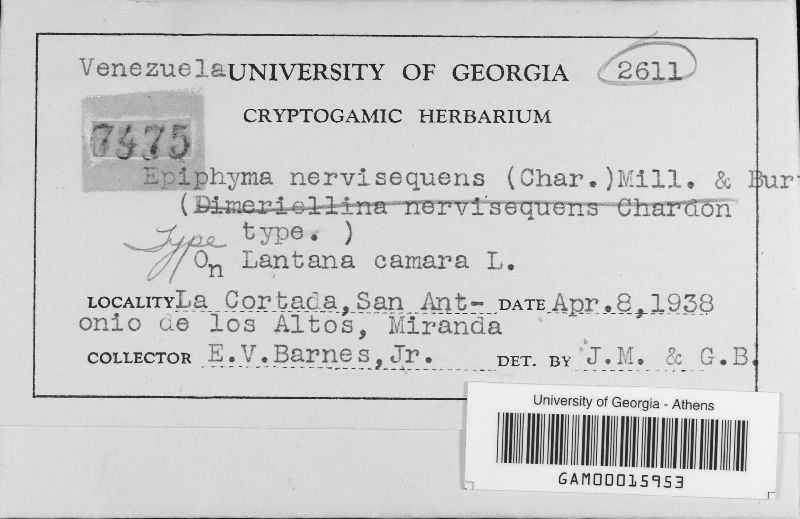 Venezuela UNIVERSITY OF GEORGIA 2611
CRYPTOGAMIC HERBARIUM
7475
Epiphyma nervisequens (Char.)Mill. & Bur
(Dimeriellina nervisequens Chardon
Type type. )
On Lantana camara L.
LOCALITY La Cortada, San Ant- DATE Apr.8,1938
onio de los Altos, Miranda
COLLECTOR E.V.Barnes,Jr. DET. BY J.M. & G.B.
University of Georgia - Athens
GAM00015953